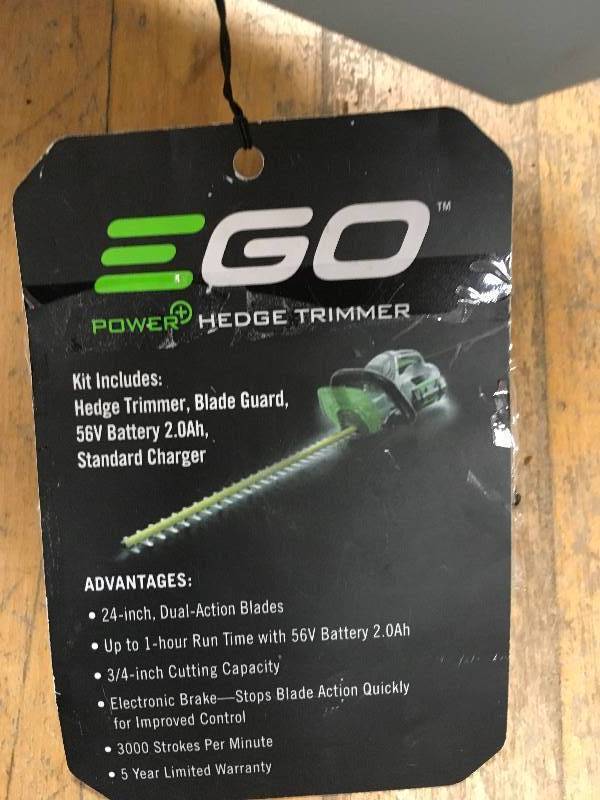 EGO™
POWER+ HEDGE TRIMMER
Kit Includes:
Hedge Trimmer, Blade Guard,
56V Battery 2.0Ah,
Standard Charger
ADVANTAGES:
• 24-inch, Dual-Action Blades
• Up to 1-hour Run Time with 56V Battery 2.0Ah
• 3/4-inch Cutting Capacity
• Electronic Brake—Stops Blade Action Quickly
for Improved Control
• 3000 Strokes Per Minute
• 5 Year Limited Warranty